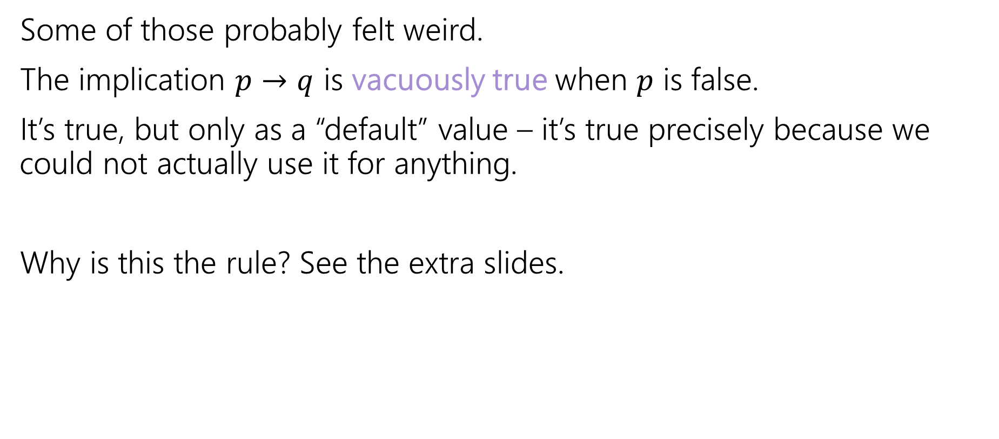 Some of those probably felt weird.
The implication 𝑝 → 𝑞 is vacuously true when 𝑝 is false.
It’s true, but only as a “default” value – it’s true precisely because we
could not actually use it for anything.
Why is this the rule? See the extra slides.